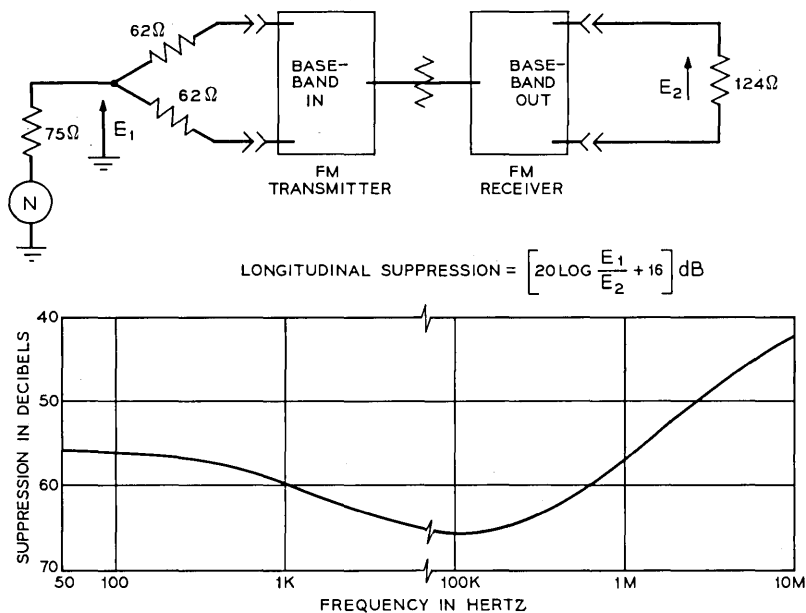 62Ω
62Ω
75Ω
E1
N
BASE-
BAND
IN
FM
TRANSMITTER
BASE-
BAND
OUT
FM
RECEIVER
E2
124Ω
LONGITUDINAL SUPPRESSION = [20 LOG E1/E2 + 16] dB
SUPPRESSION IN DECIBELS
40
50
60
70
50 100 1K 100K 1M 10M
FREQUENCY IN HERTZ